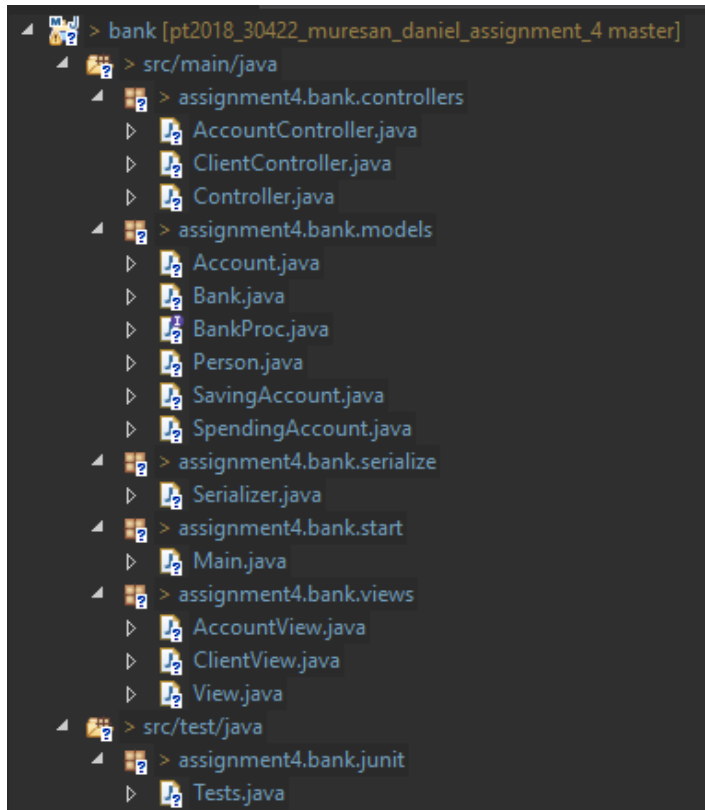 > bank [pt2018_30422_muresan_daniel_assignment_4 master]
> src/main/java
> assignment4.bank.controllers
AccountController.java
ClientController.java
Controller.java
> assignment4.bank.models
Account.java
Bank.java
BankProc.java
Person.java
SavingAccount.java
SpendingAccount.java
> assignment4.bank.serialize
Serializer.java
> assignment4.bank.start
Main.java
> assignment4.bank.views
AccountView.java
ClientView.java
View.java
> src/test/java
> assignment4.bank.junit
Tests.java